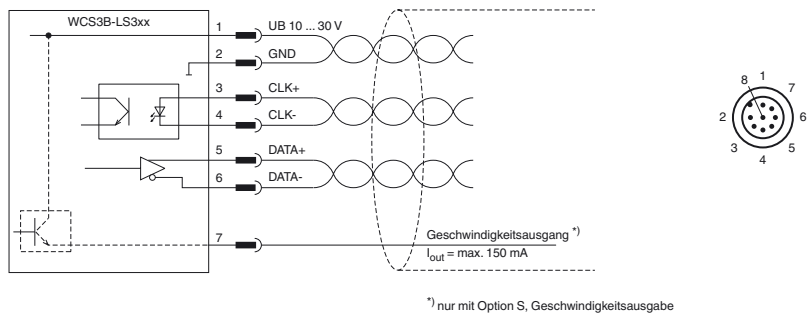 WCS3B-LS3xx
1 UB 10 ... 30 V
2 GND
3 CLK+
4 CLK-
5 DATA+
6 DATA-
7
Geschwindigkeitsausgang *)
Iout = max. 150 mA
8 1 7
2 6
3 4 5
*) nur mit Option S, Geschwindigkeitsausgabe